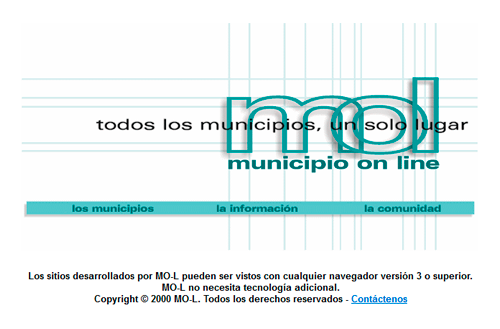 mol
todos los municipios, un solo lugar
municipio on line
los municipios la información la comunidad
Los sitios desarrollados por MO-L pueden ser vistos con cualquier navegador versión 3 o superior.
MO-L no necesita tecnología adicional.
Copyright © 2000 MO-L. Todos los derechos reservados - Contáctenos